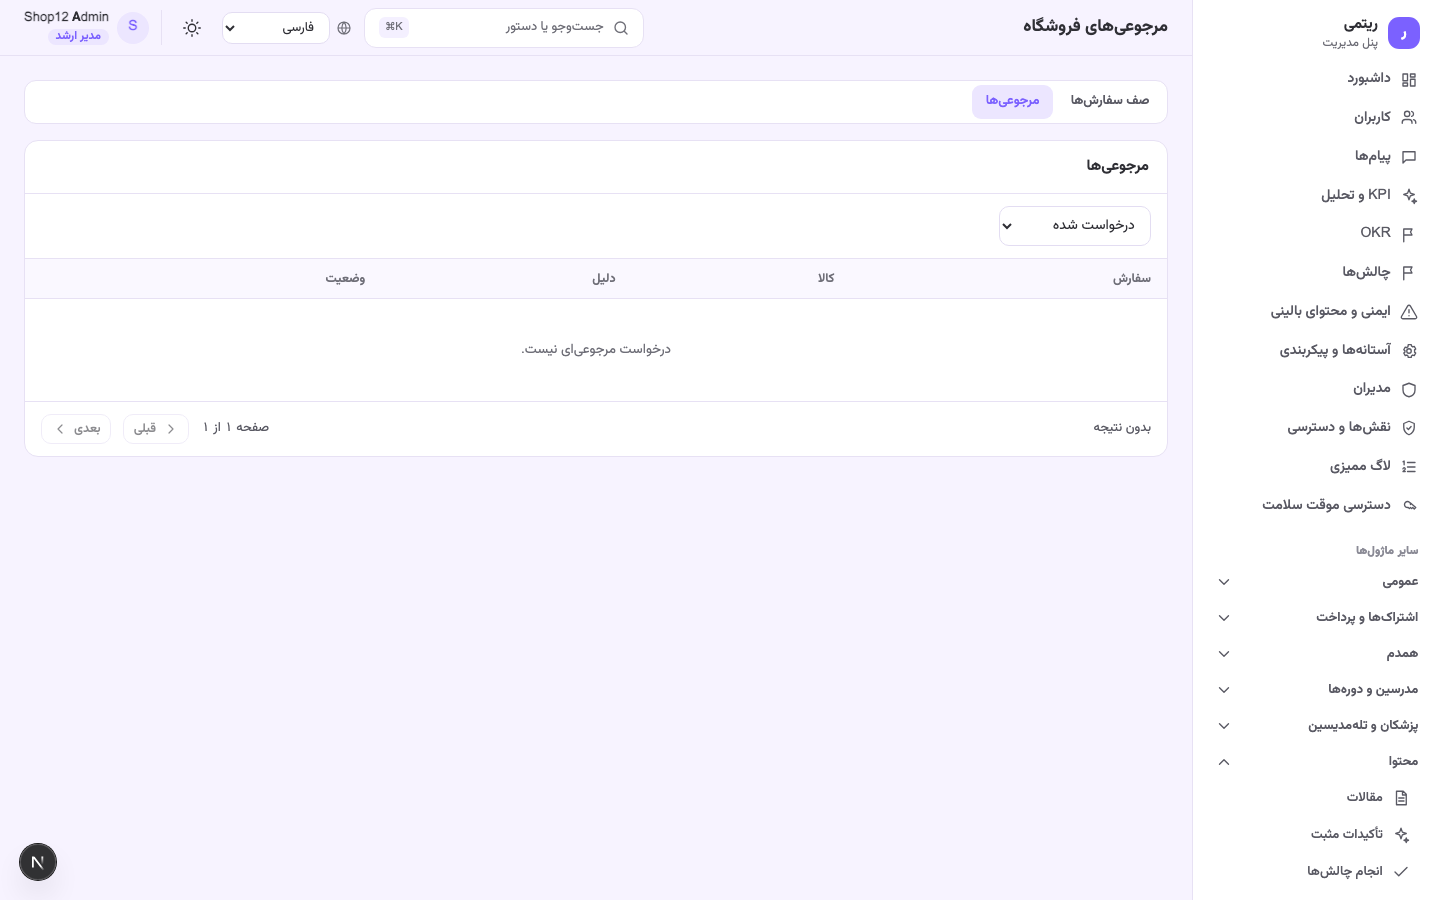 ر
ریتمی
پنل مدیریت
داشبورد
کاربران
پیام‌ها
KPI و تحلیل
OKR
چالش‌ها
ایمنی و محتوای بالینی
آستانه‌ها و پیکربندی
مدیران
نقش‌ها و دسترسی
لاگ ممیزی
دسترسی موقت سلامت
سایر ماژول‌ها
عمومی
اشتراک‌ها و پرداخت
همدم
مدرسین و دوره‌ها
پزشکان و تله‌مدیسین
محتوا
مقالات
تأکیدات مثبت
انجام چالش‌ها
مرجوعی‌های فروشگاه
جست‌وجو یا دستور
⌘K
فارسی
S
Shop12 Admin
مدیر ارشد
صف سفارش‌ها
مرجوعی‌ها
مرجوعی‌ها
درخواست شده
سفارش کالا دلیل وضعیت
درخواست مرجوعی‌ای نیست.
بدون نتیجه
صفحه ۱ از ۱
قبلی
بعدی
N